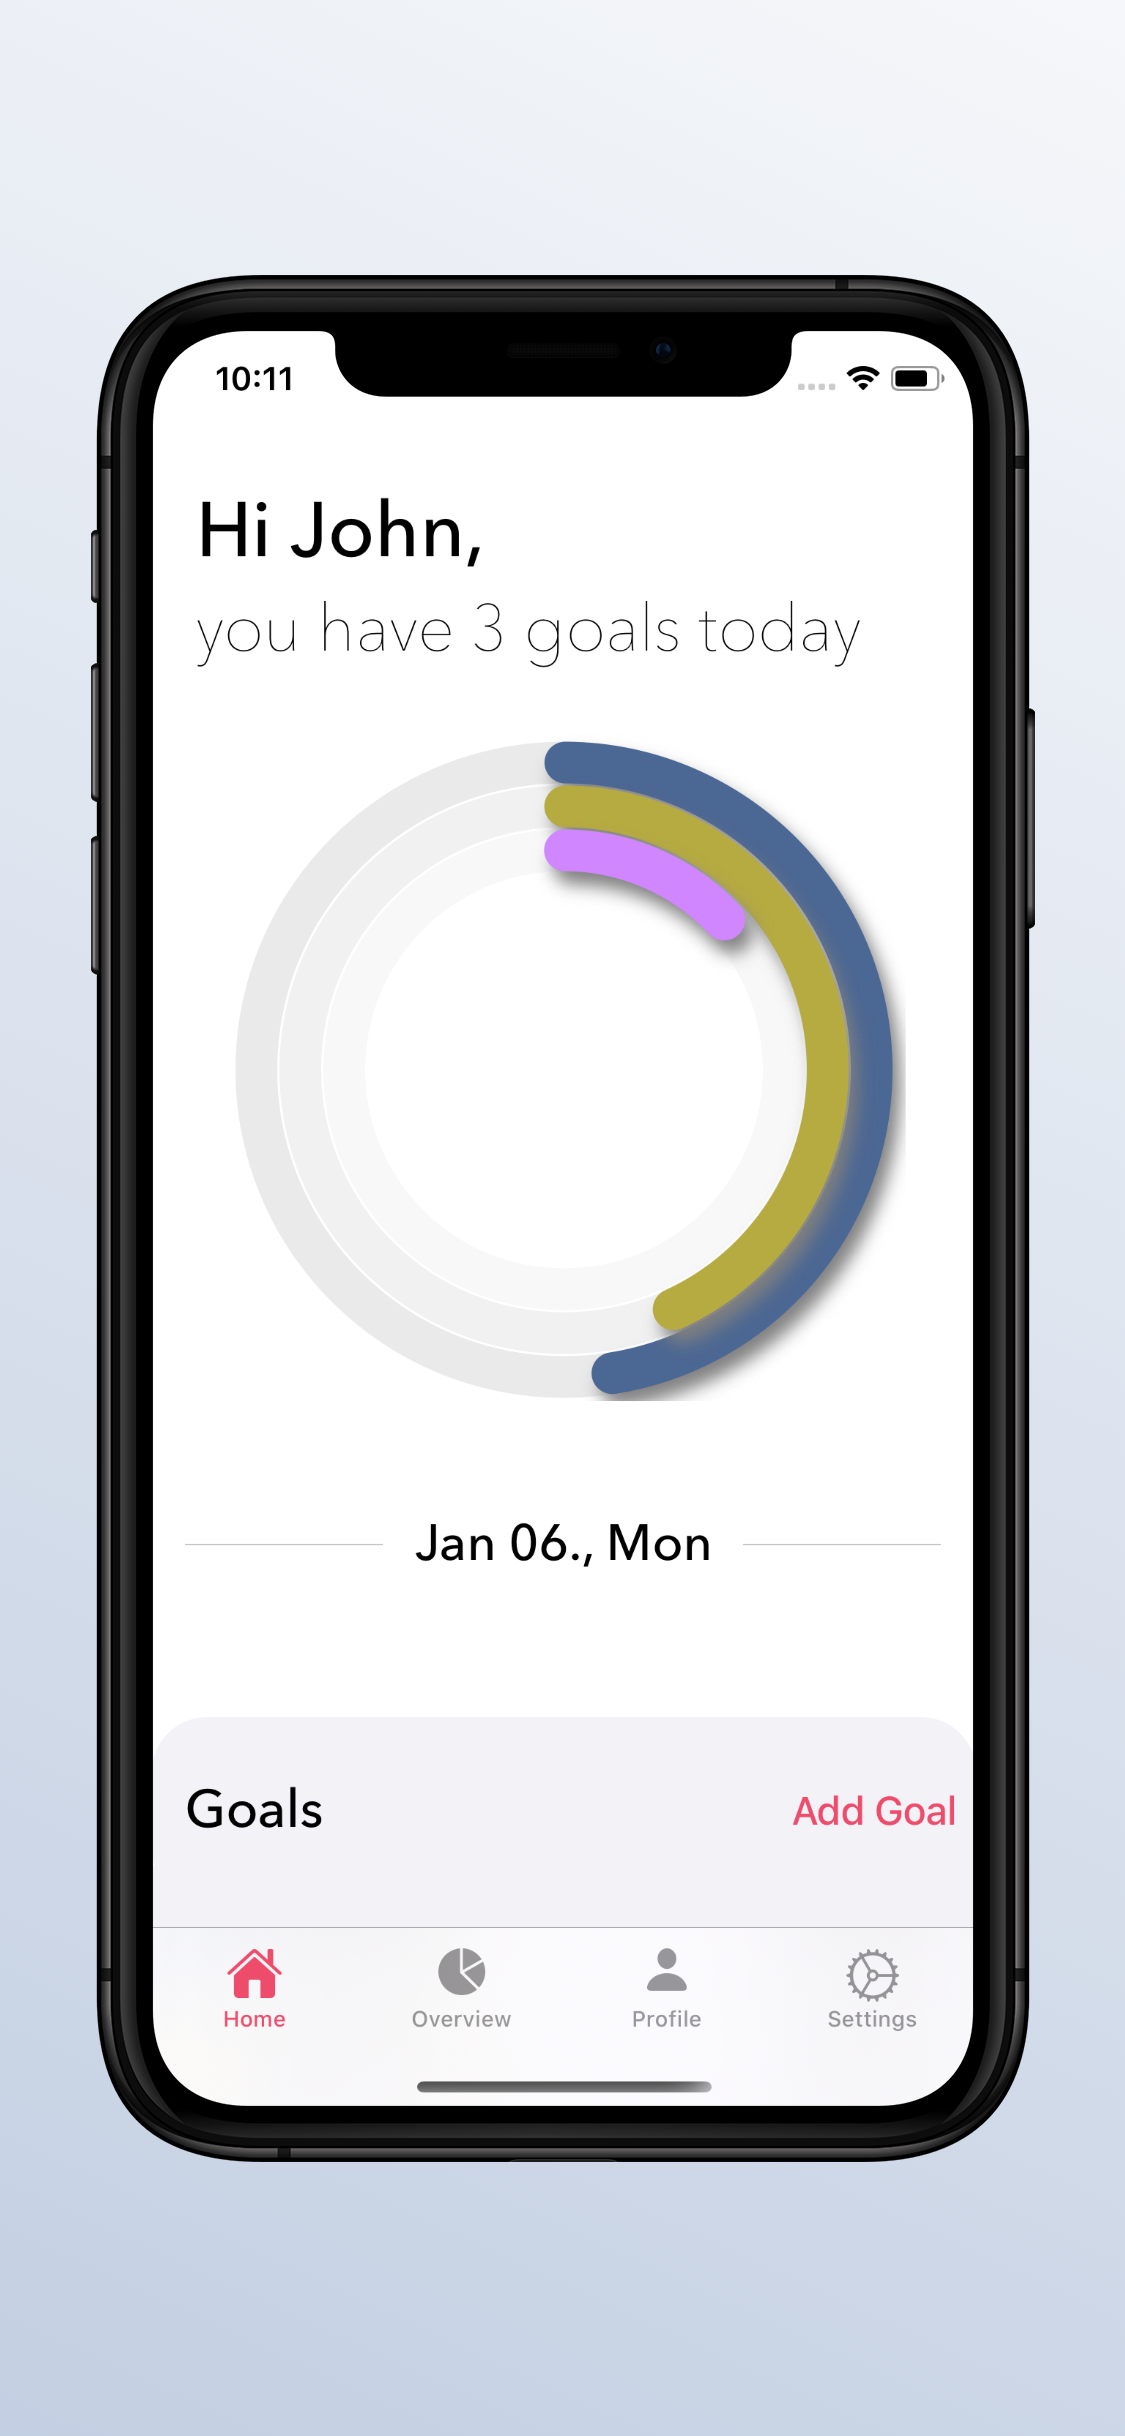 10:11
Hi John,
you have 3 goals today
Jan 06., Mon
Goals
Add Goal
Home
Overview
Profile
Settings